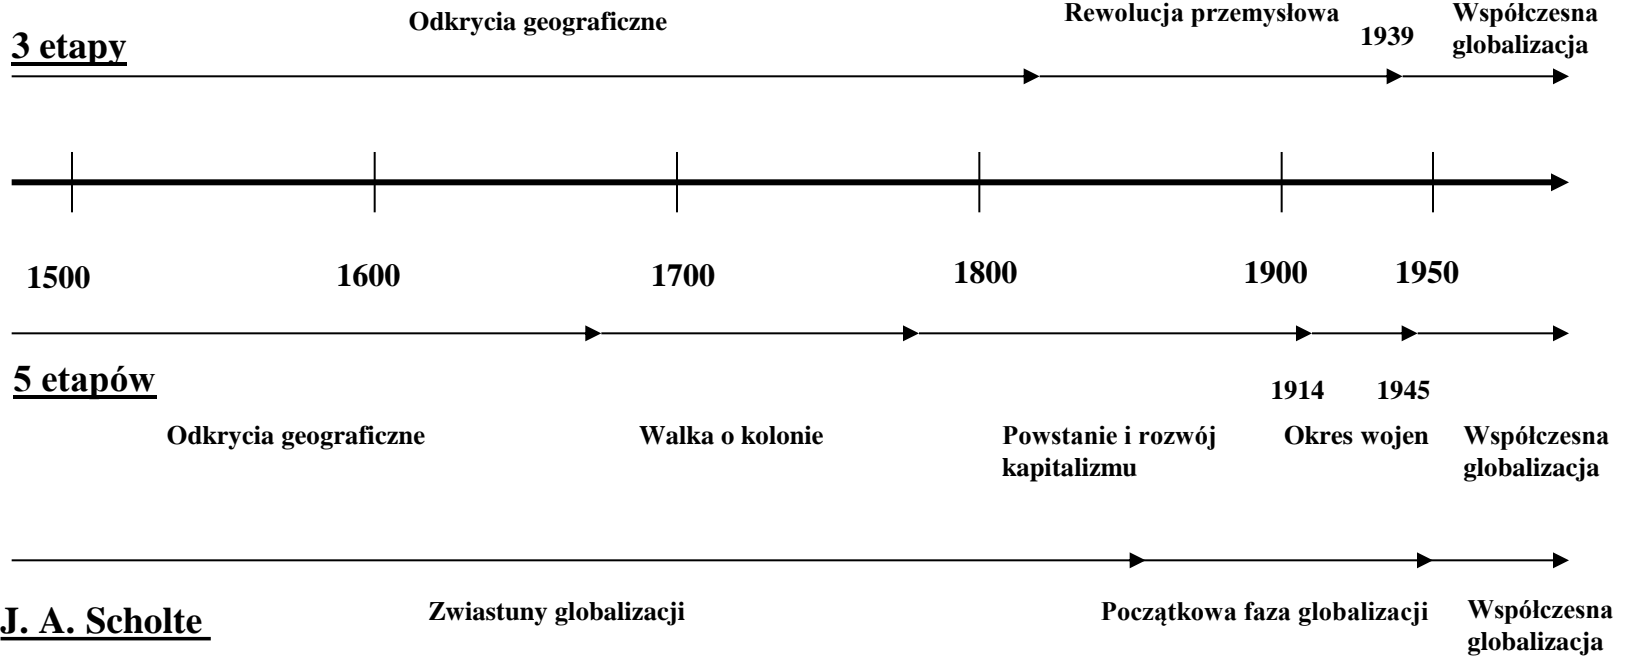 Odkrycia geograficzne
Rewolucja przemysłowa
Współczesna
globalizacja
3 etapy
1939
1500
1600
1700
1800
1900
1950
5 etapów
1914
1945
Odkrycia geograficzne
Walka o kolonie
Powstanie i rozwój
kapitalizmu
Okres wojen
Współczesna
globalizacja
J. A. Scholte
Zwiastuny globalizacji
Początkowa faza globalizacji
Współczesna
globalizacja